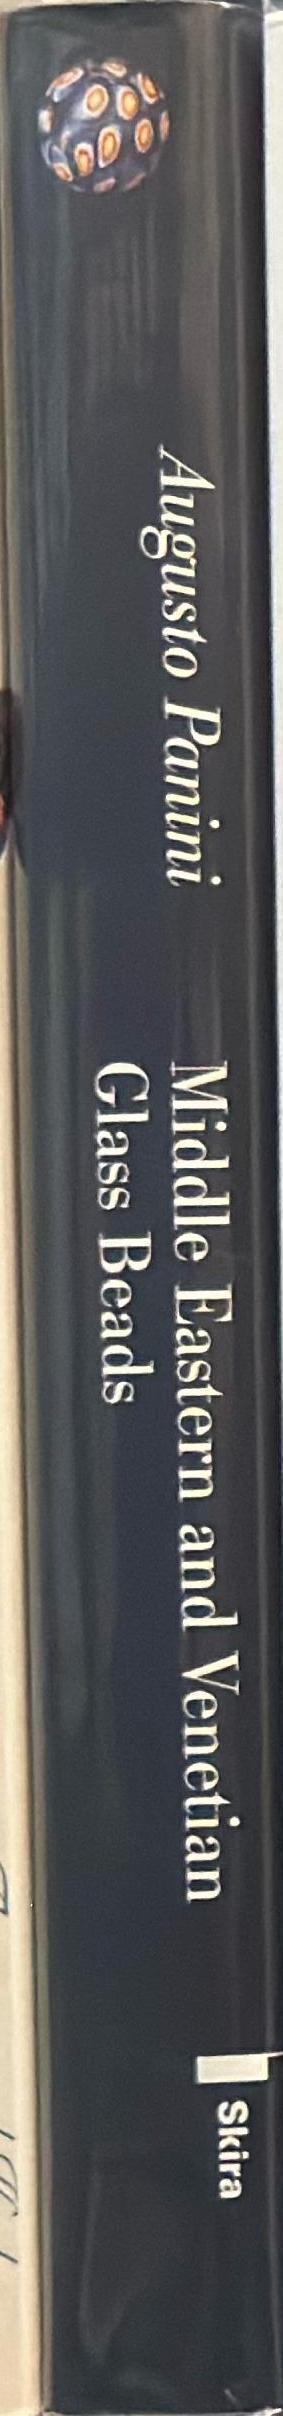 Augusto Panini
Middle Eastern and Venetian
Glass Beads
Skira